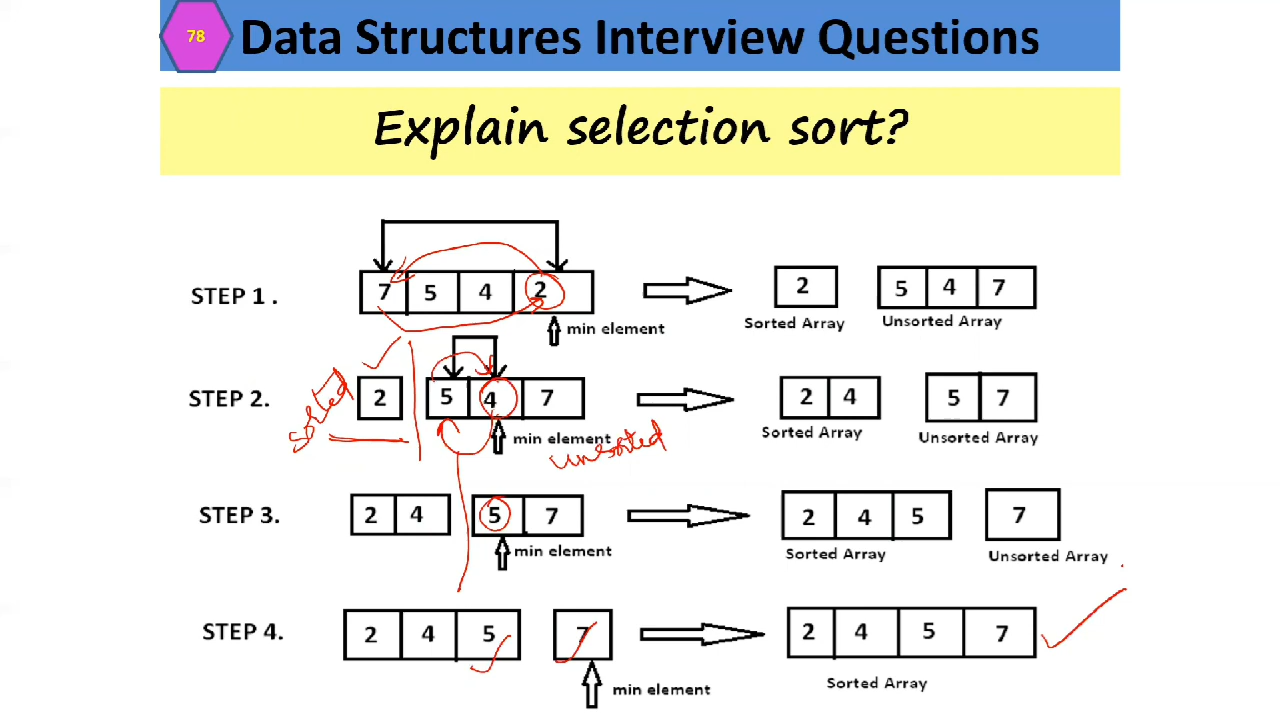 78
Data Structures Interview Questions
Explain selection sort?
STEP 1 .
7 5 4 2
min element
2
Sorted Array
5 4 7
Unsorted Array
STEP 2.
sorted
2
5 4 7
min element
unsorted
2 4
Sorted Array
5 7
Unsorted Array
STEP 3.
2 4
5 7
min element
2 4 5
Sorted Array
7
Unsorted Array
STEP 4.
2 4 5
7
min element
2 4 5 7
Sorted Array